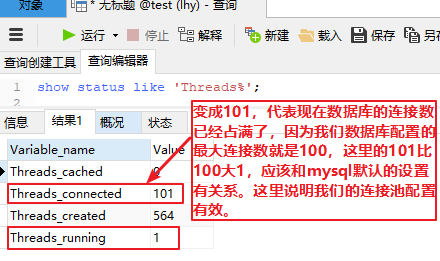 对象
* 无标题 @test (lhy) - 查询
运行 停止 解释 新建 载入 保存 另存
查询创建工具 查询编辑器
1 show status like 'Threads%';
2
信息 结果1 概况 状态
Variable_name Value
Threads_cached
Threads_connected 101
Threads_created 564
Threads_running 1
变成101,代表现在数据库的连接数
已经占满了,因为我们数据库配置的
最大连接数就是100,这里的101比
100大1,应该和mysql默认的设置
有关系。这里说明我们的连接池配置
有效。